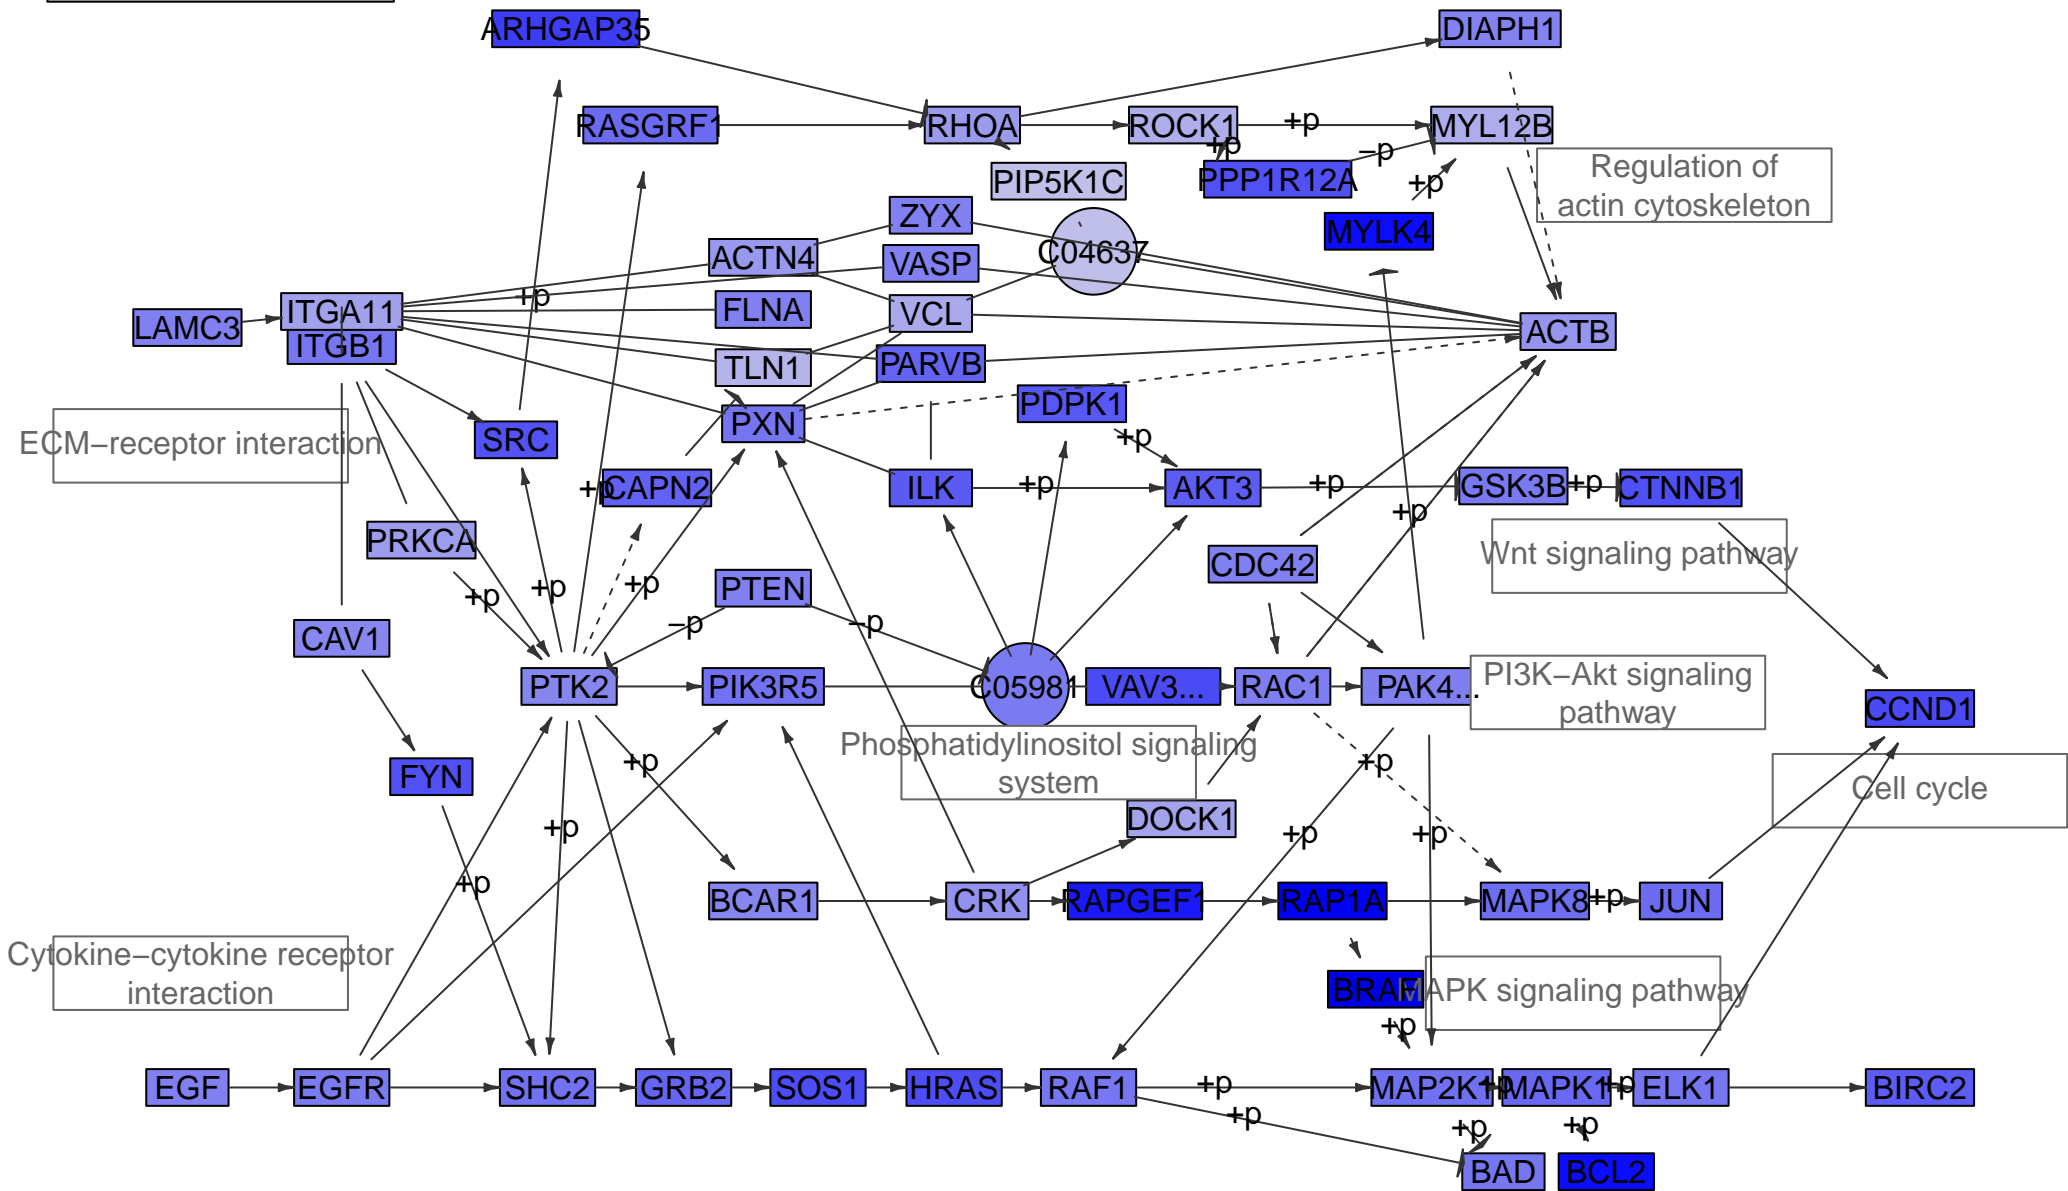 ARHGAP35
DIAPH1
RASGRF1
RHOA
ROCK1
+p
MYL12B
+p
−p
PIP5K1C
PPP1R12A
+p
Regulation of
actin cytoskeleton
ZYX
MYLK4
ACTN4
VASP
C04637
+p
ITGA11
FLNA
VCL
LAMC3
ITGB1
ACTB
TLN1
PARVB
PDPK1
PXN
ECM−receptor interaction
SRC
+p
+p
CAPN2
ILK
+p
AKT3
+p
GSK3B
+p
CTNNB1
+p
PRKCA
Wnt signaling pathway
CDC42
+p
+p
+p
PTEN
−p
−p
CAV1
PTK2
PIK3R5
C05981
VAV3...
RAC1
PAK4...
PI3K−Akt signaling
pathway
CCND1
Phosphatidylinositol signaling
system
+p
+p
FYN
Cell cycle
DOCK1
+p
+p
+p
+p
BCAR1
CRK
RAPGEF1
RAP1A
MAPK8
+p
JUN
Cytokine−cytokine receptor
interaction
BRAF
MAPK signaling pathway
+p
EGF
EGFR
SHC2
GRB2
SOS1
HRAS
RAF1
+p
MAP2K1
+p
MAPK1
+p
ELK1
BIRC2
+p
+p
+p
BAD
BCL2